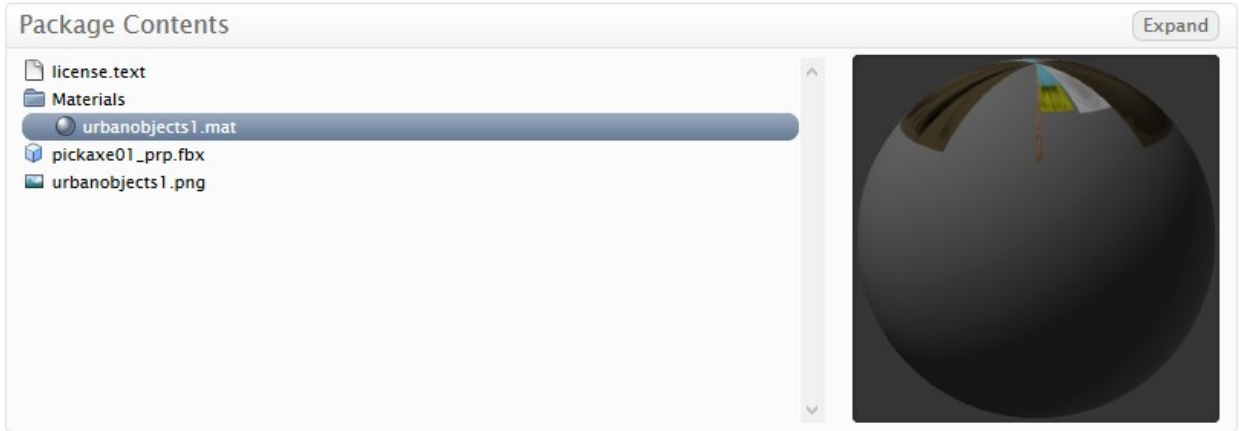 Package Contents
Expand
license.text
Materials
urbanobjects1.mat
pickaxe01_prp.fbx
urbanobjects1.png